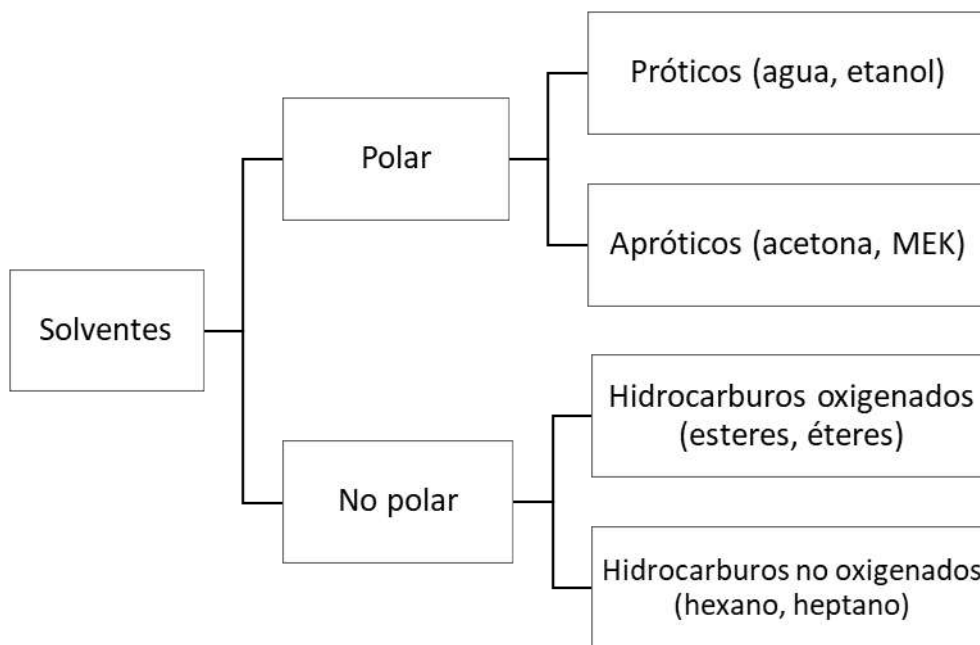 Solventes
Polar
Próticos (agua, etanol)
Apróticos (acetona, MEK)
No polar
Hidrocarburos oxigenados
(esteres, éteres)
Hidrocarburos no oxigenados
(hexano, heptano)